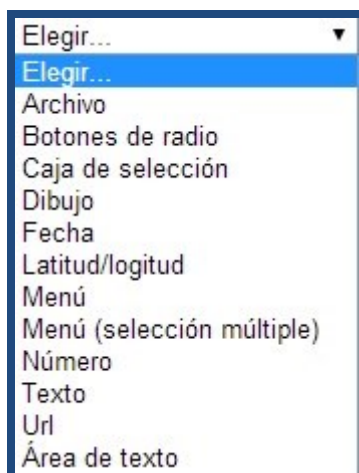 Elegir...
Elegir...
Archivo
Botones de radio
Caja de selección
Dibujo
Fecha
Latitud/logitud
Menú
Menú (selección múltiple)
Número
Texto
Url
Área de texto